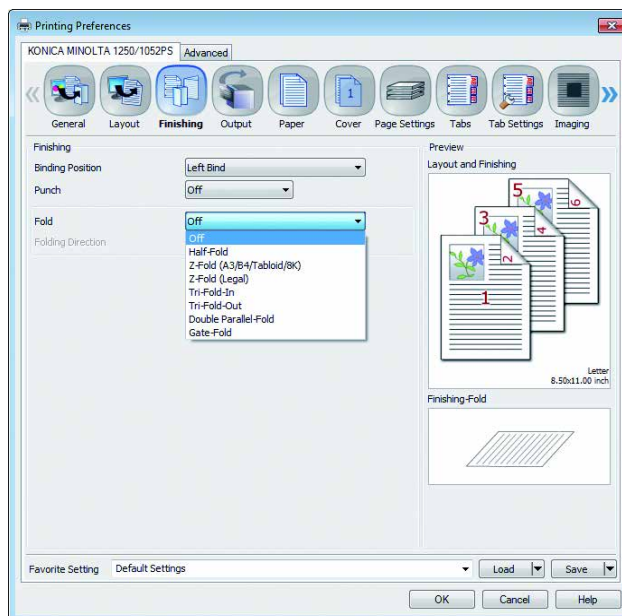 Printing Preferences
KONICA MINOLTA 1250/1052PS
Advanced
General
Layout
Finishing
Output
Paper
1
Cover
Page Settings
Tabs
Tab Settings
Imaging
Finishing
Binding Position
Left Bind
Punch
Off
Fold
Off
Folding Direction
Off
Half-Fold
Z-Fold (A3/B4/Tabloid/8K)
Z-Fold (Legal)
Tri-Fold-In
Tri-Fold-Out
Double Parallel-Fold
Gate-Fold
Preview
Layout and Finishing
5
6
3
4
2
1
Letter
8.50x11.00 inch
Finishing-Fold
Favorite Setting
Default Settings
Load
Save
OK
Cancel
Help